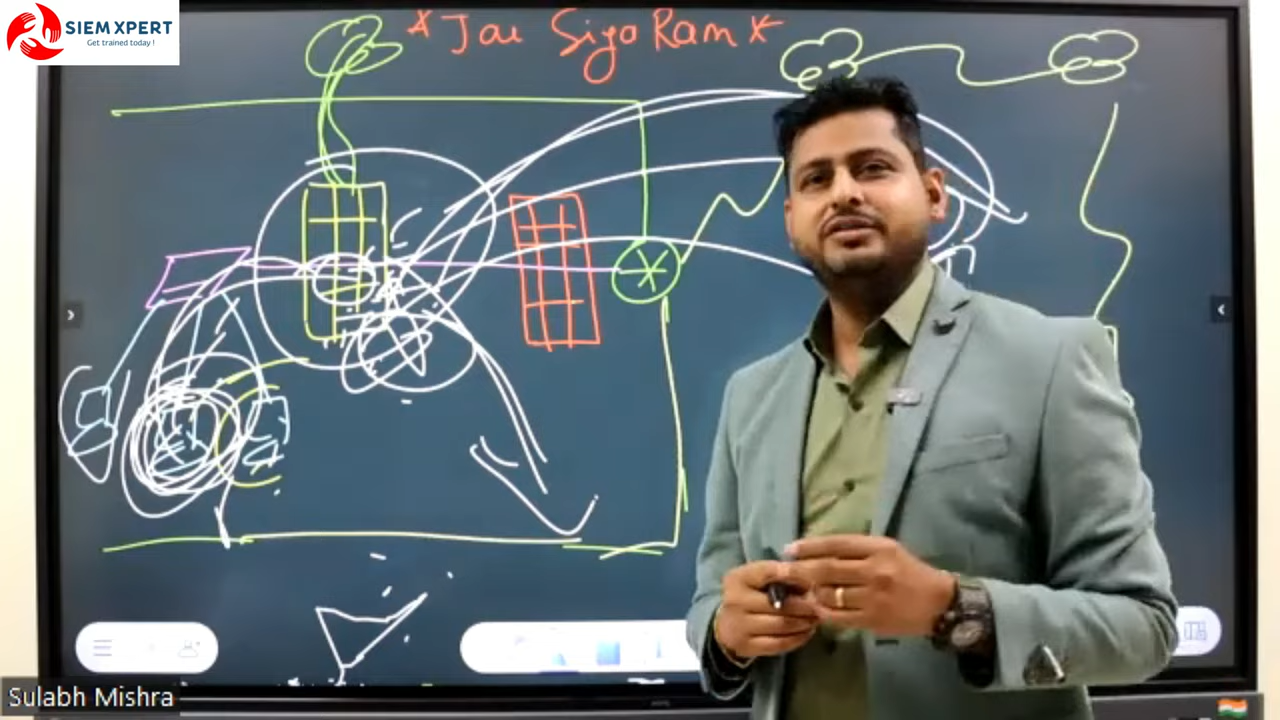 SIEM XPERT
Get trained today !
* Jai Siya Ram *
Sulabh Mishra